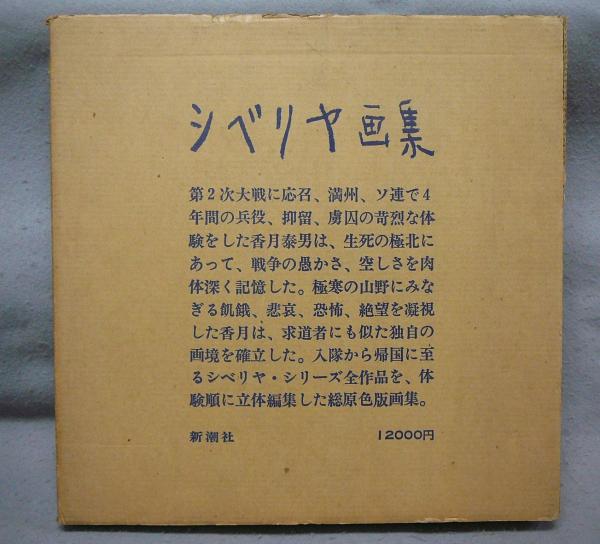 シベリヤ画集
第2次大戦に応召、満州、ソ連で4
年間の兵役、抑留、虜囚の苛烈な体
験をした香月泰男は、生死の極北に
あって、戦争の愚かさ、空しさを肉
体深く記憶した。極寒の山野にみな
ぎる飢餓、悲哀、恐怖、絶望を凝視
した香月は、求道者にも似た独自の
画境を確立した。入隊から帰国に至
るシベリヤ・シリーズ全作品を、体
験順に立体編集した総原色版画集。
新潮社 12000円